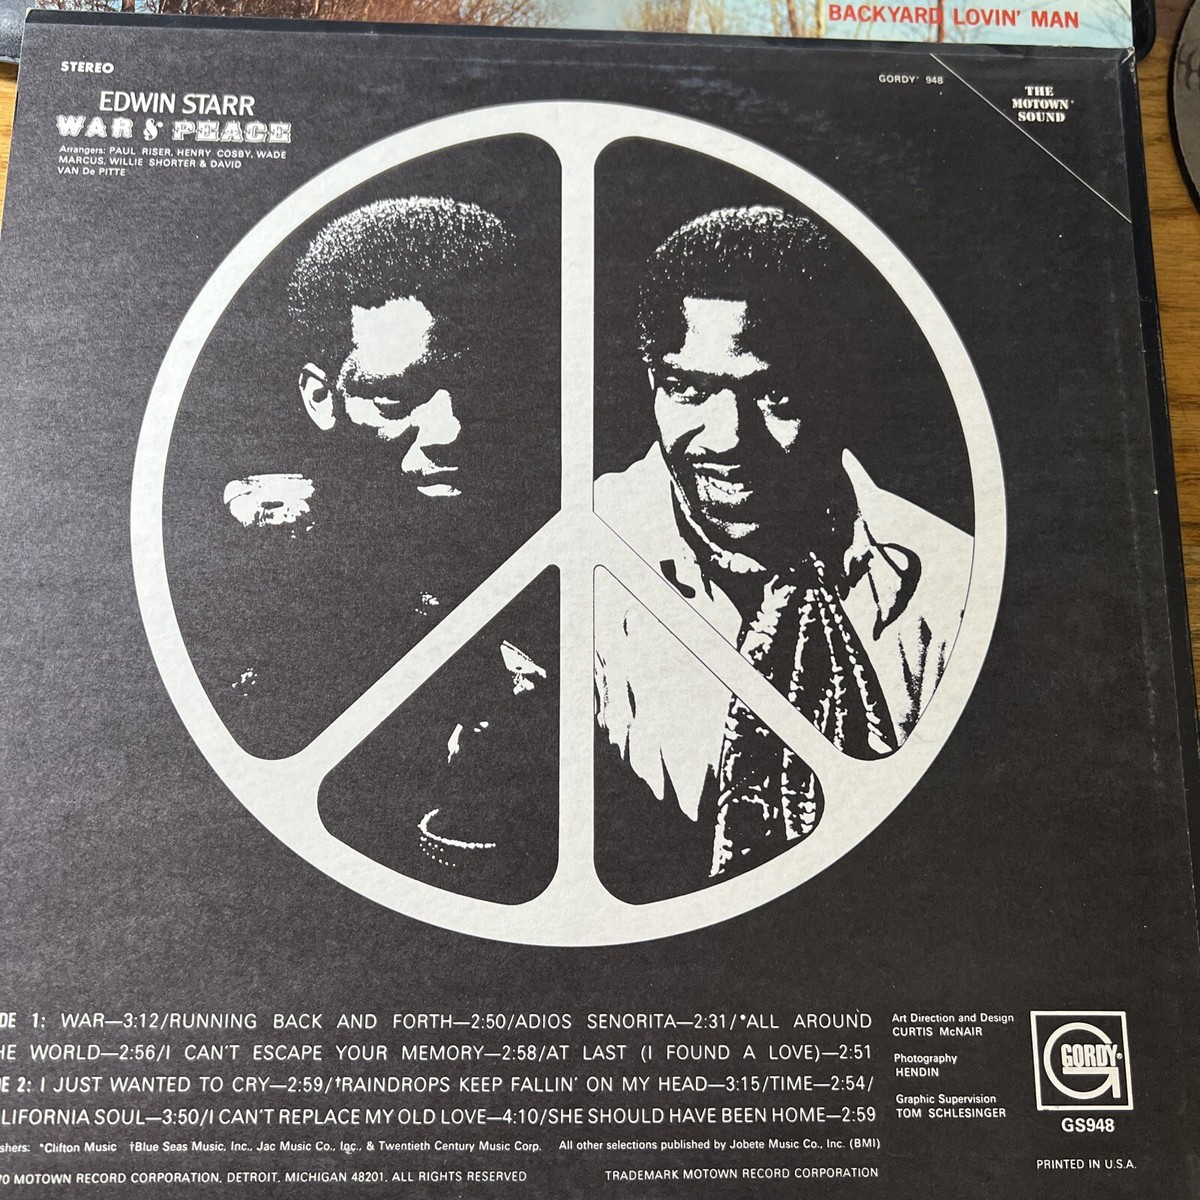 BACKYARD LOVIN' MAN
STEREO
GORDY® 948
THE
MOTOWN®
SOUND
EDWIN STARR
WAR & PEACE
Arrangers: PAUL RISER, HENRY COSBY, WADE
MARCUS, WILLIE SHORTER & DAVID
VAN De PITTE
DE 1: WAR—3:12/RUNNING BACK AND FORTH—2:50/ADIOS SENORITA—2:31/*ALL AROUND
HE WORLD—2:56/I CAN'T ESCAPE YOUR MEMORY—2:58/AT LAST (I FOUND A LOVE)—2:51
E 2: I JUST WANTED TO CRY—2:59/†RAINDROPS KEEP FALLIN' ON MY HEAD—3:15/TIME—2:54/
LIFORNIA SOUL—3:50/I CAN'T REPLACE MY OLD LOVE—4:10/SHE SHOULD HAVE BEEN HOME—2:59
shers: *Clifton Music †Blue Seas Music, Inc., Jac Music Co., Inc., & Twentieth Century Music Corp. All other selections published by Jobete Music Co., Inc. (BMI)
70 MOTOWN RECORD CORPORATION, DETROIT, MICHIGAN 48201, ALL RIGHTS RESERVED TRADEMARK MOTOWN RECORD CORPORATION
Art Direction and Design
CURTIS McNAIR
Photography
HENDIN
Graphic Supervision
TOM SCHLESINGER
GORDY®
GS948
PRINTED IN U.S.A.